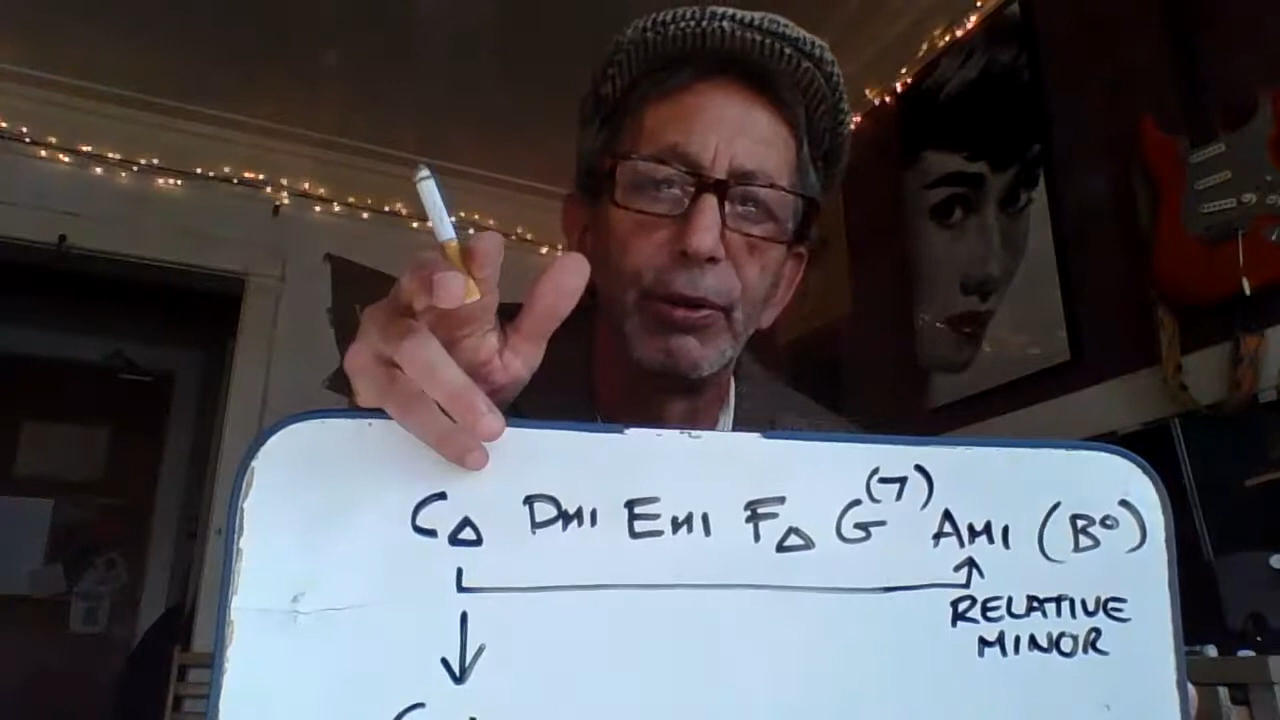 C△ DMI EMI F△ G(7) AMI (B°)
RELATIVE
MINOR